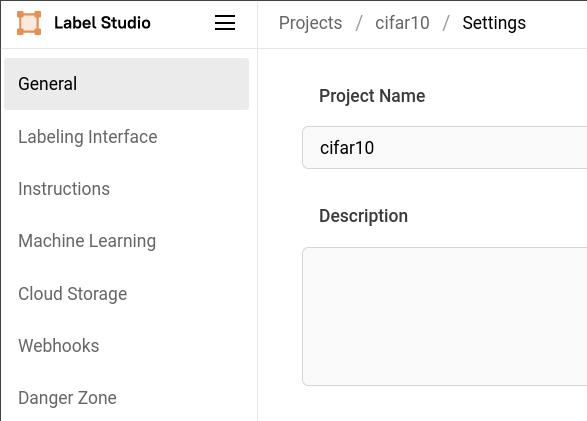 Label Studio
Projects / cifar10 / Settings
General
Labeling Interface
Instructions
Machine Learning
Cloud Storage
Webhooks
Danger Zone
Project Name
cifar10
Description